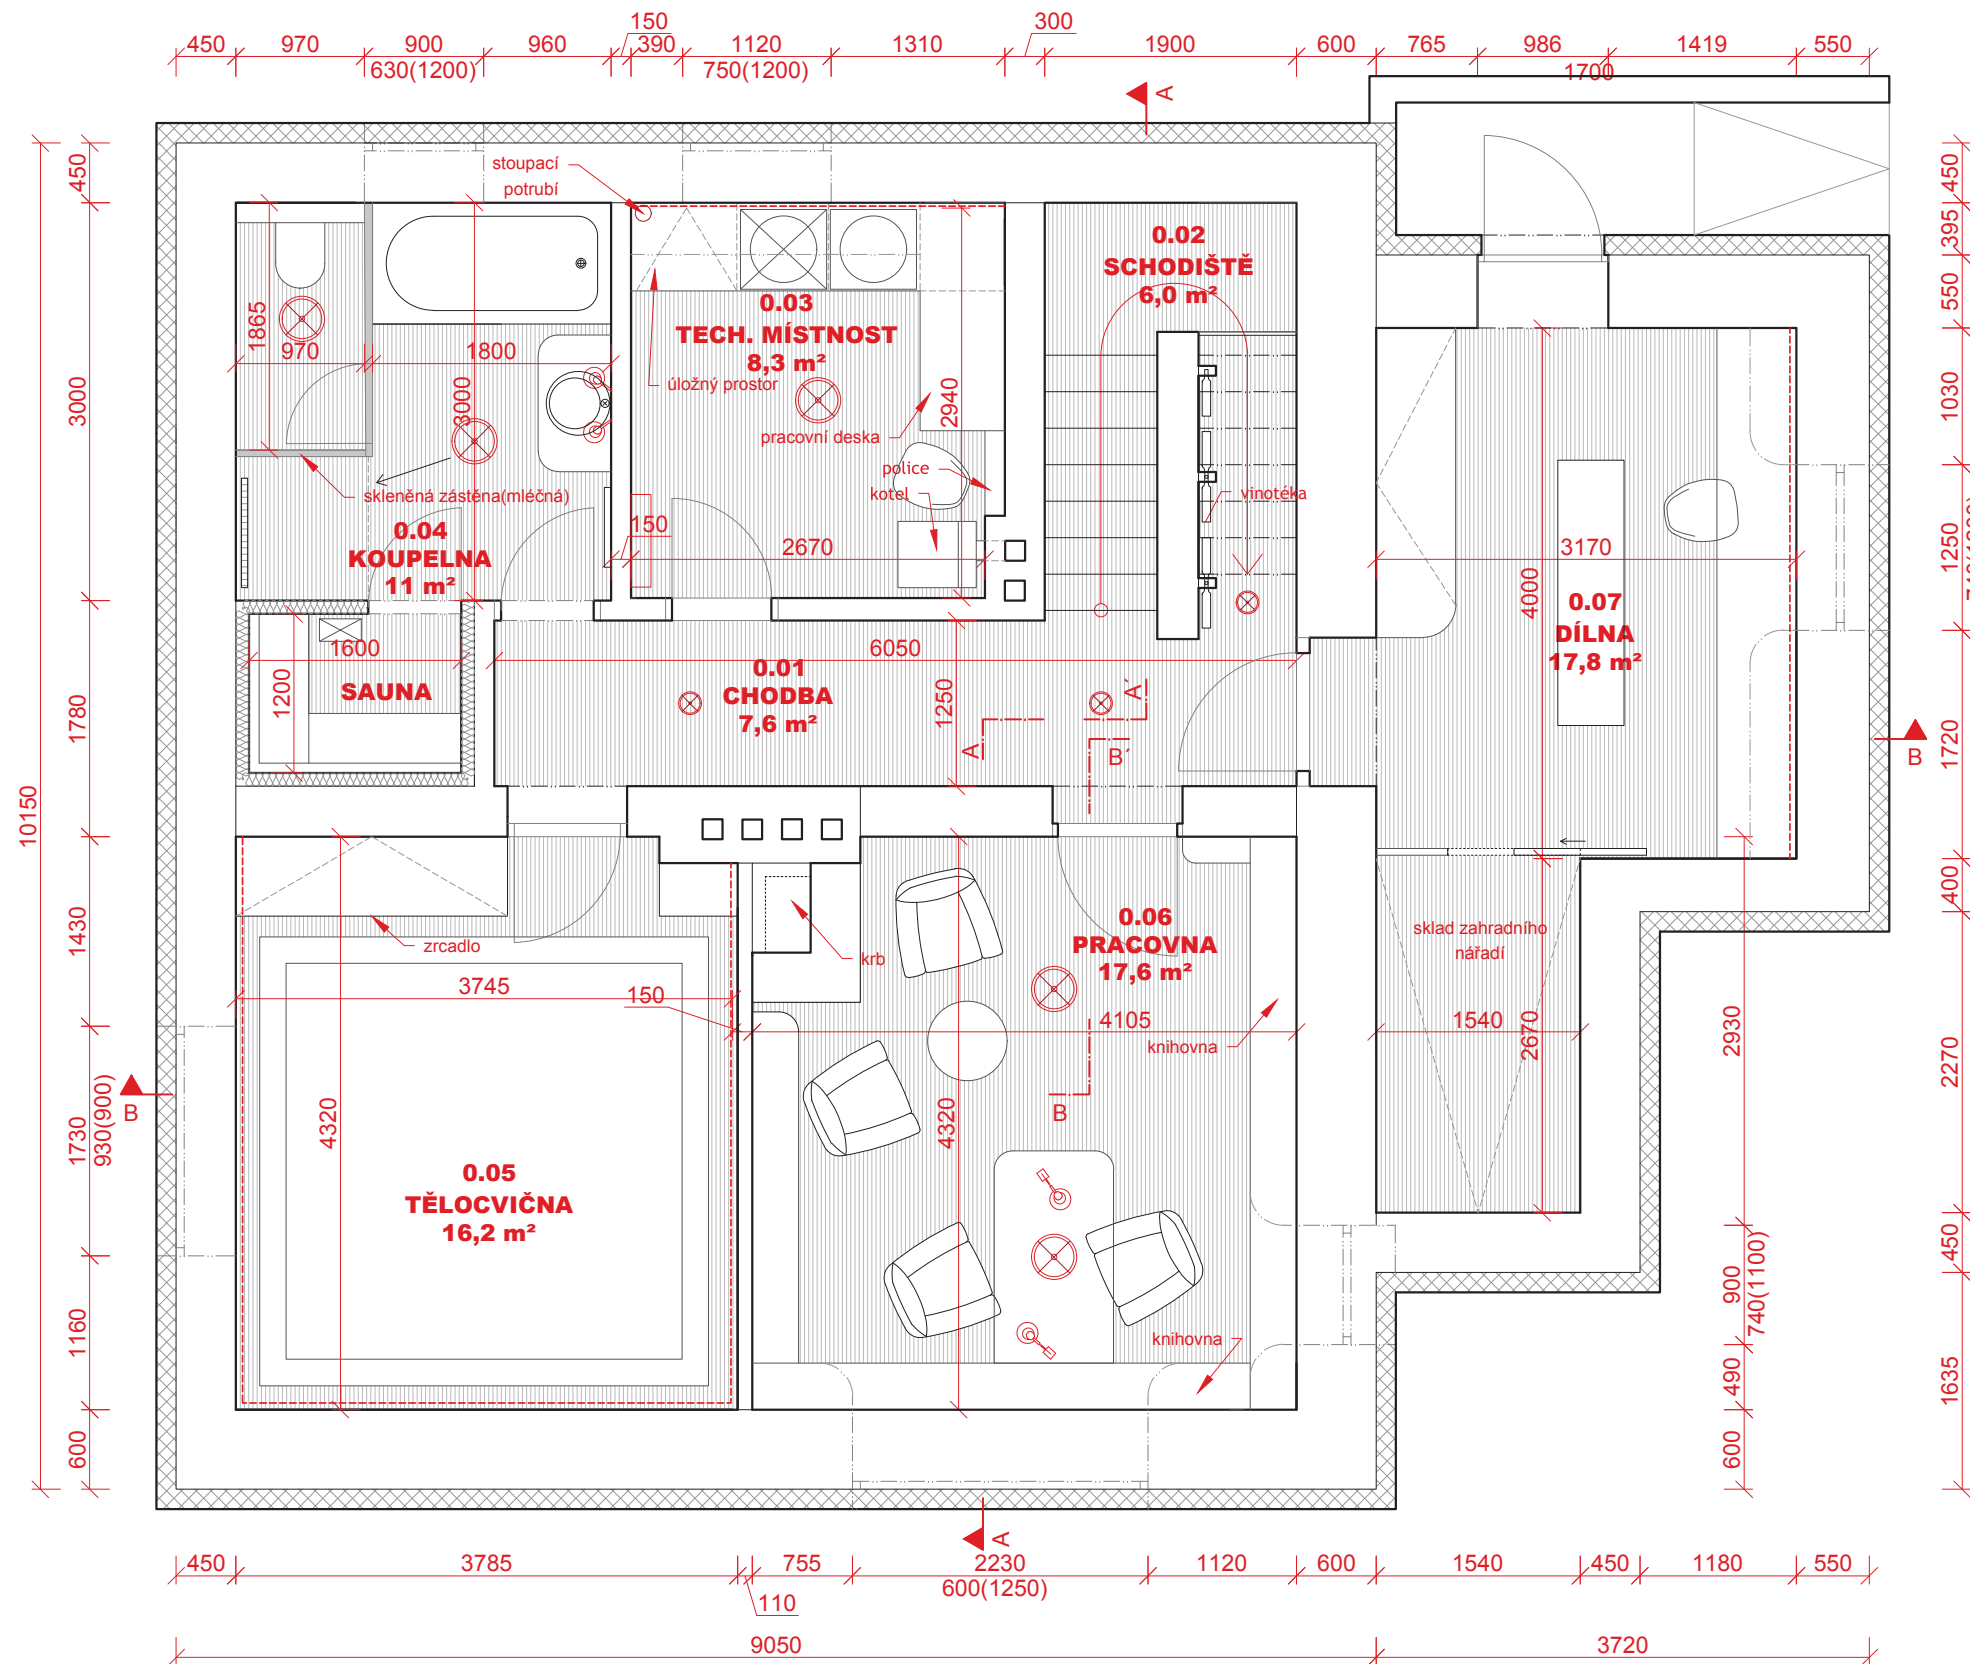 150
300
450
970
900
960
390
1120
1310
1900
600
765
986
1419
550
630(1200)
750(1200)
1700
A
stoupací
potrubí
0.02
SCHODIŠTĚ
6,0 m²
0.03
TECH. MÍSTNOST
8,3 m²
úložný prostor
pracovní deska
police
kotel
vinotéka
1865
970
1800
3000
2940
skleněná zástěna(mléčná)
0.04
KOUPELNA
11 m²
150
2670
3170
4000
0.07
DÍLNA
17,8 m²
1600
1200
SAUNA
6050
0.01
CHODBA
7,6 m²
1250
A
A´
B´
B
B
zrcadlo
krb
0.06
PRACOVNA
17,6 m²
sklad zahradního
nářadí
3745
150
4105
1540
2670
2930
knihovna
B
4320
4320
0.05
TĚLOCVIČNA
16,2 m²
knihovna
900
740(1100)
490
600
10150
450
3000
1780
1430
1730
930(900)
1160
600
450
395
550
1030
1250
1720
400
2270
450
1635
A
450
3785
755
2230
1120
600
1540
450
1180
550
600(1250)
110
9050
3720